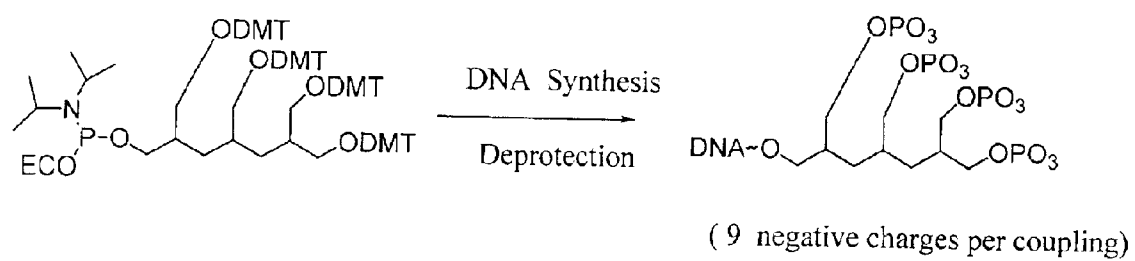 ODMT
ODMT
ODMT
ODMT
N
P-O
ECO
DNA Synthesis
Deprotection
OPO₃
OPO₃
OPO₃
OPO₃
DNA~O
( 9 negative charges per coupling)